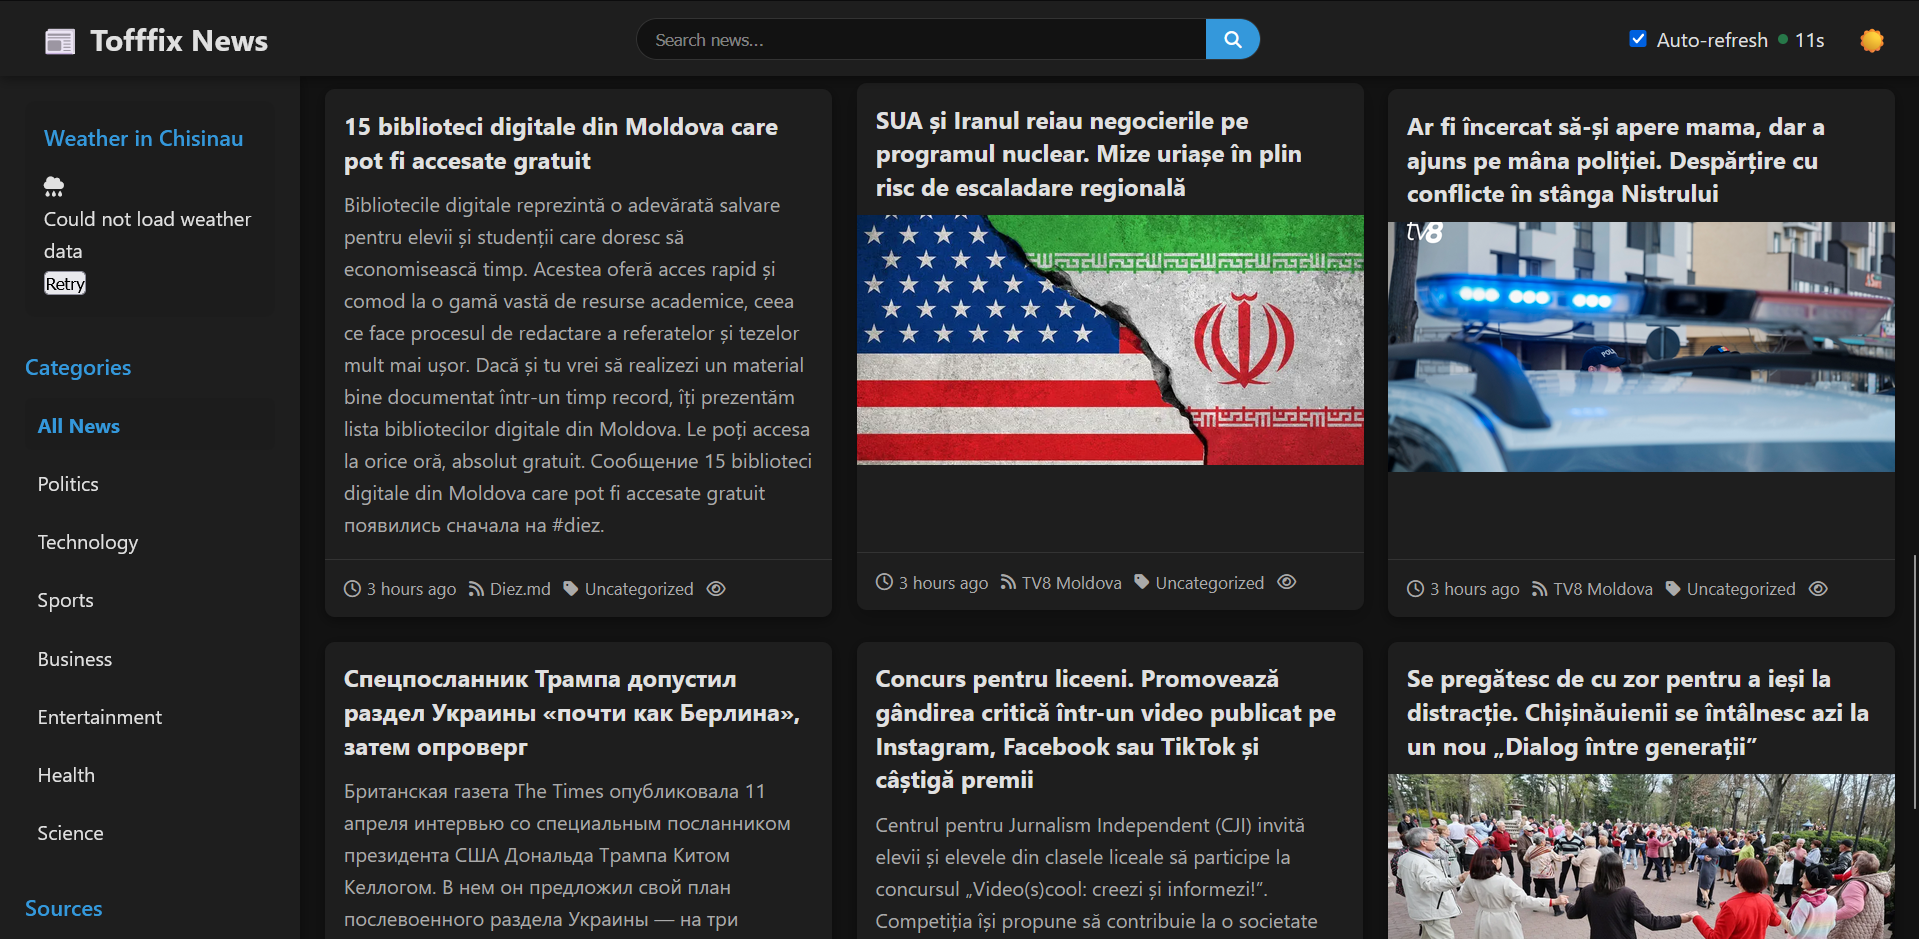 Tofffix News
Search news...
Auto-refresh
11s
Weather in Chisinau
Could not load weather
data
Retry
Categories
All News
Politics
Technology
Sports
Business
Entertainment
Health
Science
Sources
15 biblioteci digitale din Moldova care
pot fi accesate gratuit
Bibliotecile digitale reprezintă o adevărată salvare
pentru elevii și studenții care doresc să
economisească timp. Acestea oferă acces rapid și
comod la o gamă vastă de resurse academice, ceea
ce face procesul de redactare a referatelor și tezelor
mult mai ușor. Dacă și tu vrei să realizezi un material
bine documentat într-un timp record, îți prezentăm
lista bibliotecilor digitale din Moldova. Le poți accesa
la orice oră, absolut gratuit. Сообщение 15 biblioteci
digitale din Moldova care pot fi accesate gratuit
появились сначала на #diez.
3 hours ago Diez.md Uncategorized
SUA și Iranul reiau negocierile pe
programul nuclear. Mize uriașe în plin
risc de escaladare regională
3 hours ago TV8 Moldova Uncategorized
Ar fi încercat să-și apere mama, dar a
ajuns pe mâna poliției. Despărțire cu
conflicte în stânga Nistrului
tv8
3 hours ago TV8 Moldova Uncategorized
Спецпосланник Трампа допустил
раздел Украины «почти как Берлина»,
затем опроверг
Британская газета The Times опубликовала 11
апреля интервью со специальным посланником
президента США Дональда Трампа Китом
Келлогом. В нем он предложил свой план
послевоенного раздела Украины — на три
Concurs pentru liceeni. Promovează
gândirea critică într-un video publicat pe
Instagram, Facebook sau TikTok și
câștigă premii
Centrul pentru Jurnalism Independent (CJI) invită
elevii și elevele din clasele liceale să participe la
concursul „Video(s)cool: creezi și informezi!”.
Competiția își propune să contribuie la o societate
Se pregătesc de cu zor pentru a ieși la
distracție. Chișinăuienii se întâlnesc azi la
un nou „Dialog între generații”